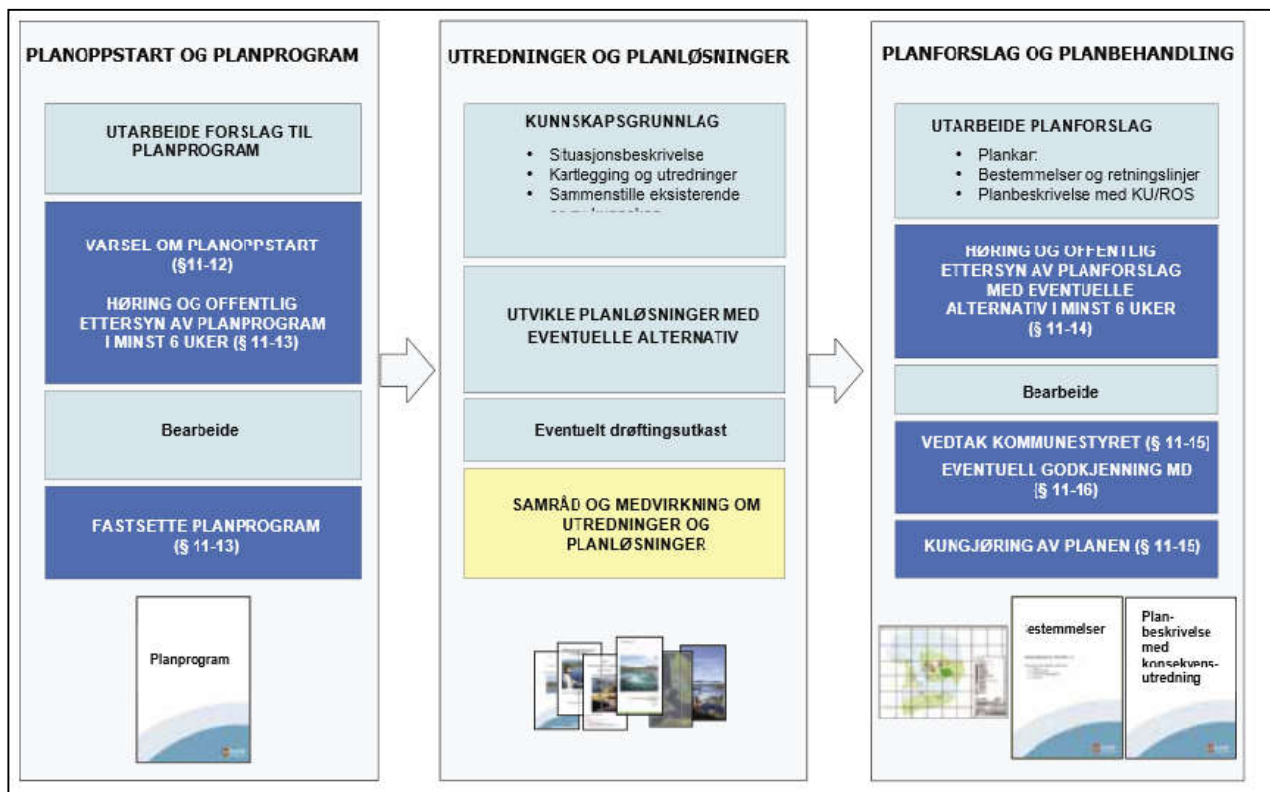 PLANOPPSTART OG PLANPROGRAM
UTARBEIDE FORSLAG TIL
PLANPROGRAM
VARSEL OM PLANOPPSTART
(§11-12)
HØRING OG OFFENTLIG
ETTERSYN AV PLANPROGRAM
I MINST 6 UKER (§ 11-13)
Bearbeide
FASTSETTE PLANPROGRAM
(§ 11-13)
Planprogram
UTREDNINGER OG PLANLØSNINGER
KUNNSKAPSGRUNNLAG
• Situasjonsbeskrivelse
• Kartlegging og utredninger
• Sammenstille eksisterende
UTVIKLE PLANLØSNINGER MED
EVENTUELLE ALTERNATIV
Eventuelt drøftingsutkast
SAMRÅD OG MEDVIRKNING OM
UTREDNINGER OG
PLANLØSNINGER
PLANFORSLAG OG PLANBEHANDLING
UTARBEIDE PLANFORSLAG
• Plankar:
• Bestemmelser og retningslinjer
• Planbeskrivelse med KU/ROS
HØRING OG OFFENTLIG
ETTERSYN AV PLANFORSLAG
MED EVENTUELLE
ALTERNATIV I MINST 6 UKER
(§ 11-14)
Bearbeide
VEDTAK KOMMUNESTYRET (§ 11-15)
EVENTUELL GODKJENNING MD
(§ 11-16)
KUNGJØRING AV PLANEN (§ 11-15)
estemmelser
Plan-
beskrivelse
med
konsekvens-
utredning